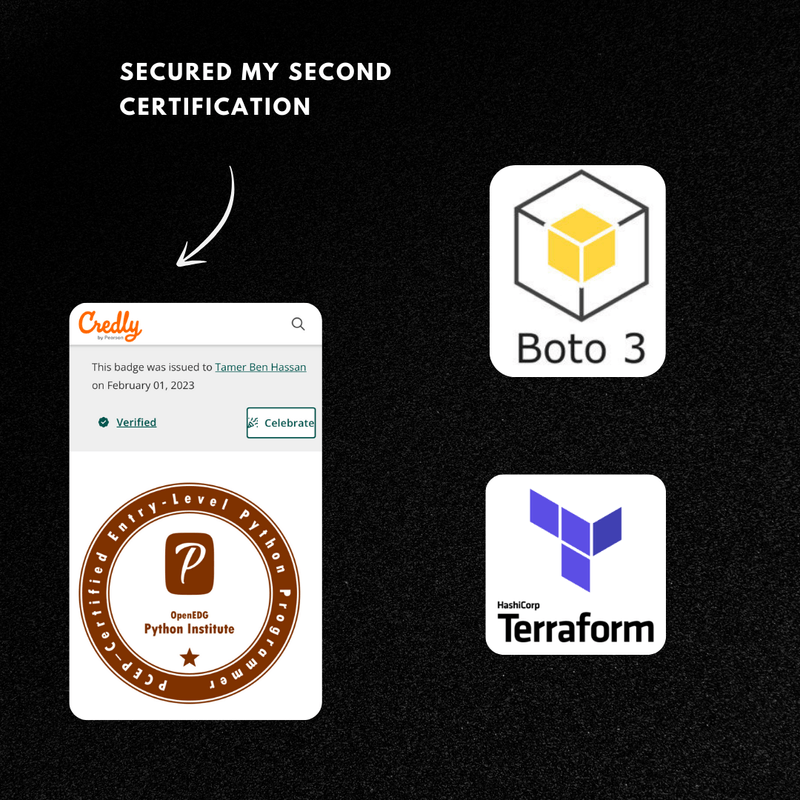 SECURED MY SECOND
CERTIFICATION
Credly
by Pearson
This badge was issued to Tamer Ben Hassan
on February 01, 2023
Verified
Celebrate
PCEP-Certified Entry-Level Python Programmer
P
OpenEDG
Python Institute
Boto 3
HashiCorp
Terraform